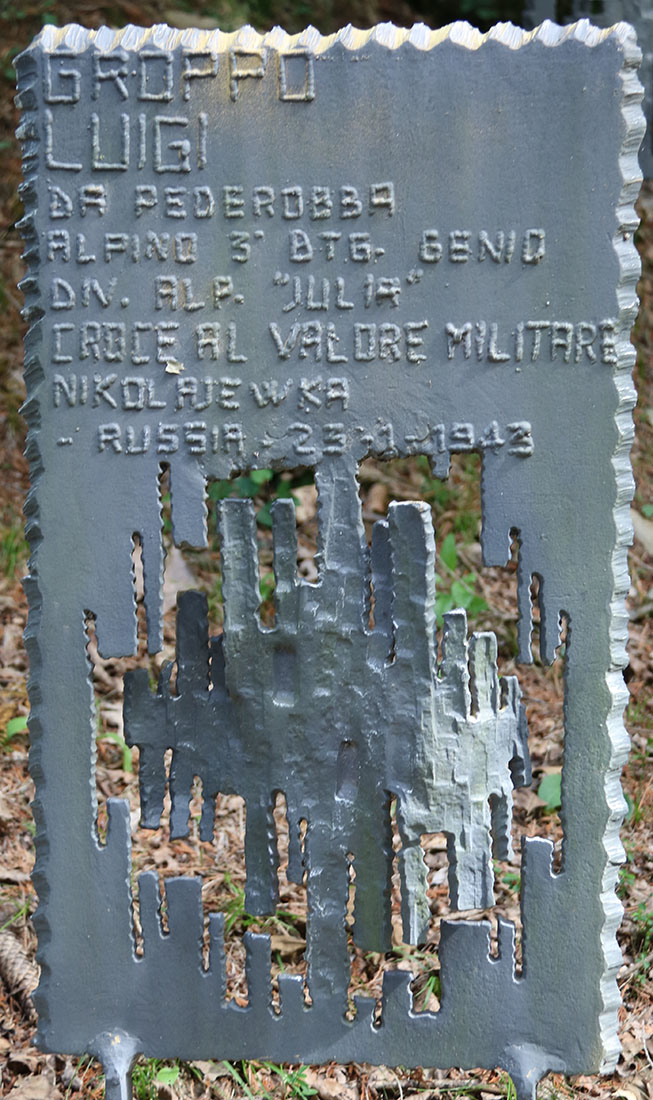 GROPPO
LUIGI
DA PEDEROBBA
ALPINO 3° BTG. GENIO
DIV. ALP. "JULIA"
CROCE AL VALORE MILITARE
NIKOLAJEWKA
- RUSSIA - 23-1-1943